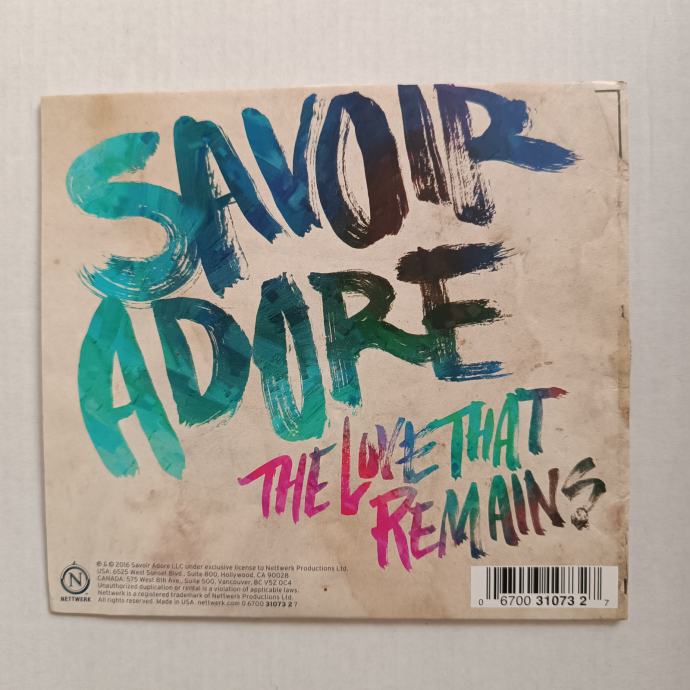 SAVOIR
ADORE
THE LOVE THAT
REMAINS
℗ & © 2016 Savoir Adore LLC under exclusive license to Nettwerk Productions Ltd.
USA: 6525 West Sunset Blvd., Suite 800, Hollywood, CA 90028
CANADA: 575 West 8th Ave., Suite 500, Vancouver, BC V5Z 0C4
Unauthorized duplication or rental is a violation of applicable laws.
Nettwerk is a registered trademark of Nettwerk Productions Ltd.
All rights reserved. Made in USA. nettwerk.com 0 6700 31073 2 7
N
NETTWERK
0 6700 31073 2 7